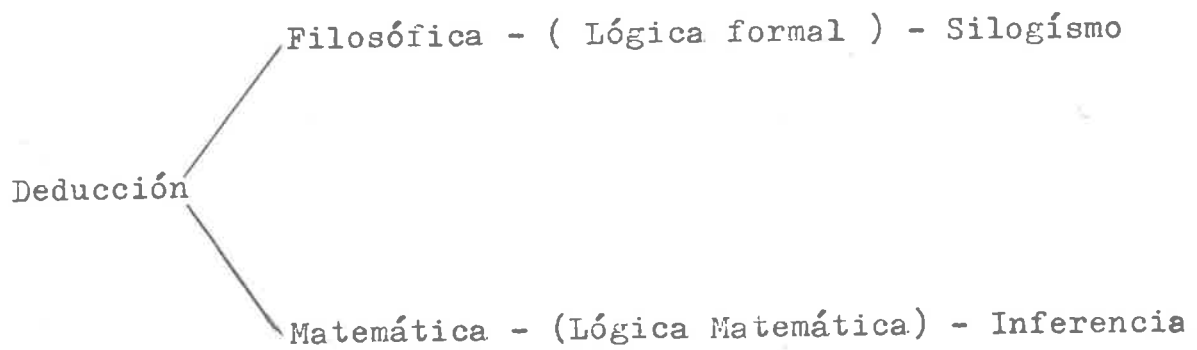 Filosófica - ( Lógica formal ) - Silogísmo
Deducción
Matemática - (Lógica Matemática) - Inferencia